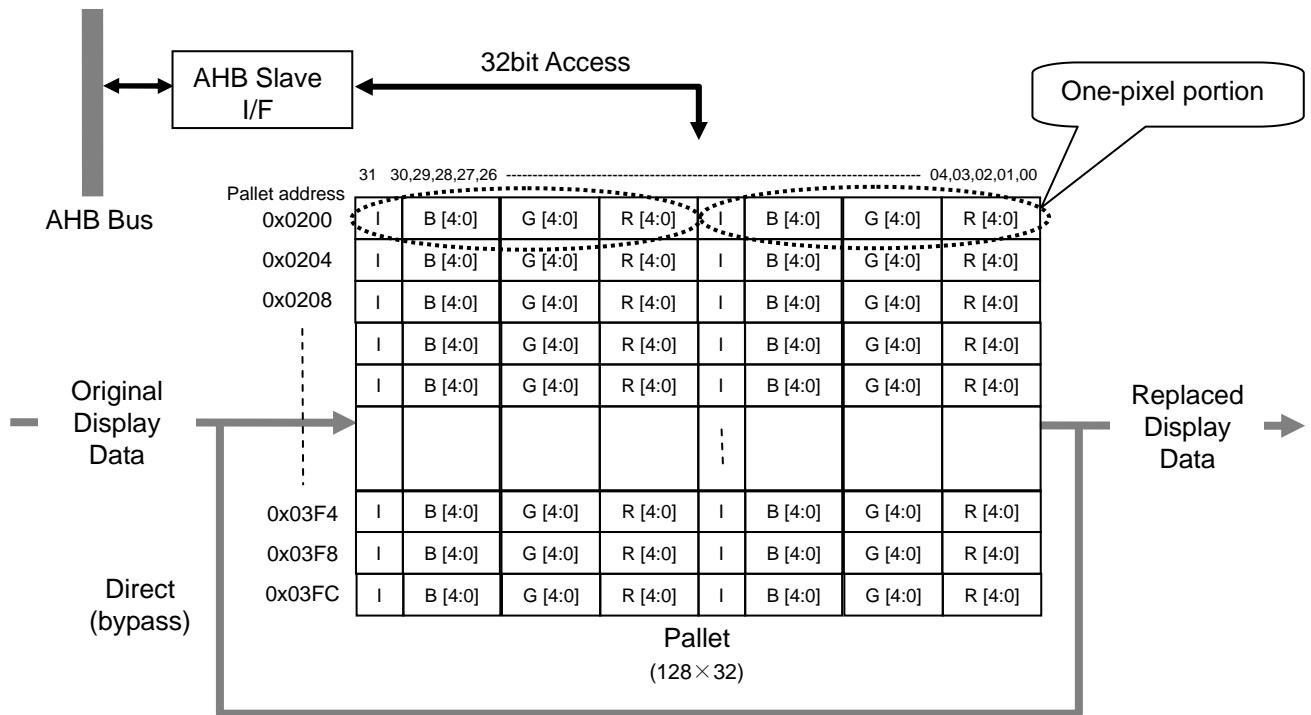 AHB Slave
I/F
32bit Access
One-pixel portion
AHB Bus
31 30,29,28,27,26 ---- 04,03,02,01,00
Pallet address
0x0200 I B [4:0] G [4:0] R [4:0] I B [4:0] G [4:0] R [4:0]
0x0204 I B [4:0] G [4:0] R [4:0] I B [4:0] G [4:0] R [4:0]
0x0208 I B [4:0] G [4:0] R [4:0] I B [4:0] G [4:0] R [4:0]
I B [4:0] G [4:0] R [4:0] I B [4:0] G [4:0] R [4:0]
I B [4:0] G [4:0] R [4:0] I B [4:0] G [4:0] R [4:0]
Original
Display
Data
Replaced
Display
Data
0x03F4 I B [4:0] G [4:0] R [4:0] I B [4:0] G [4:0] R [4:0]
0x03F8 I B [4:0] G [4:0] R [4:0] I B [4:0] G [4:0] R [4:0]
0x03FC I B [4:0] G [4:0] R [4:0] I B [4:0] G [4:0] R [4:0]
Direct
(bypass)
Pallet
(128×32)